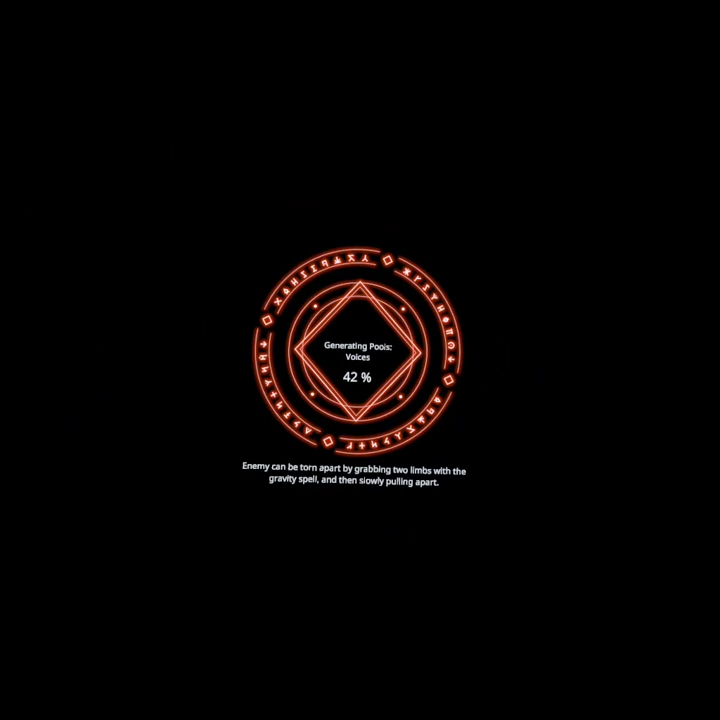 Generating Pools:
Voices
42 %
Enemy can be torn apart by grabbing two limbs with the
gravity spell, and then slowly pulling apart.